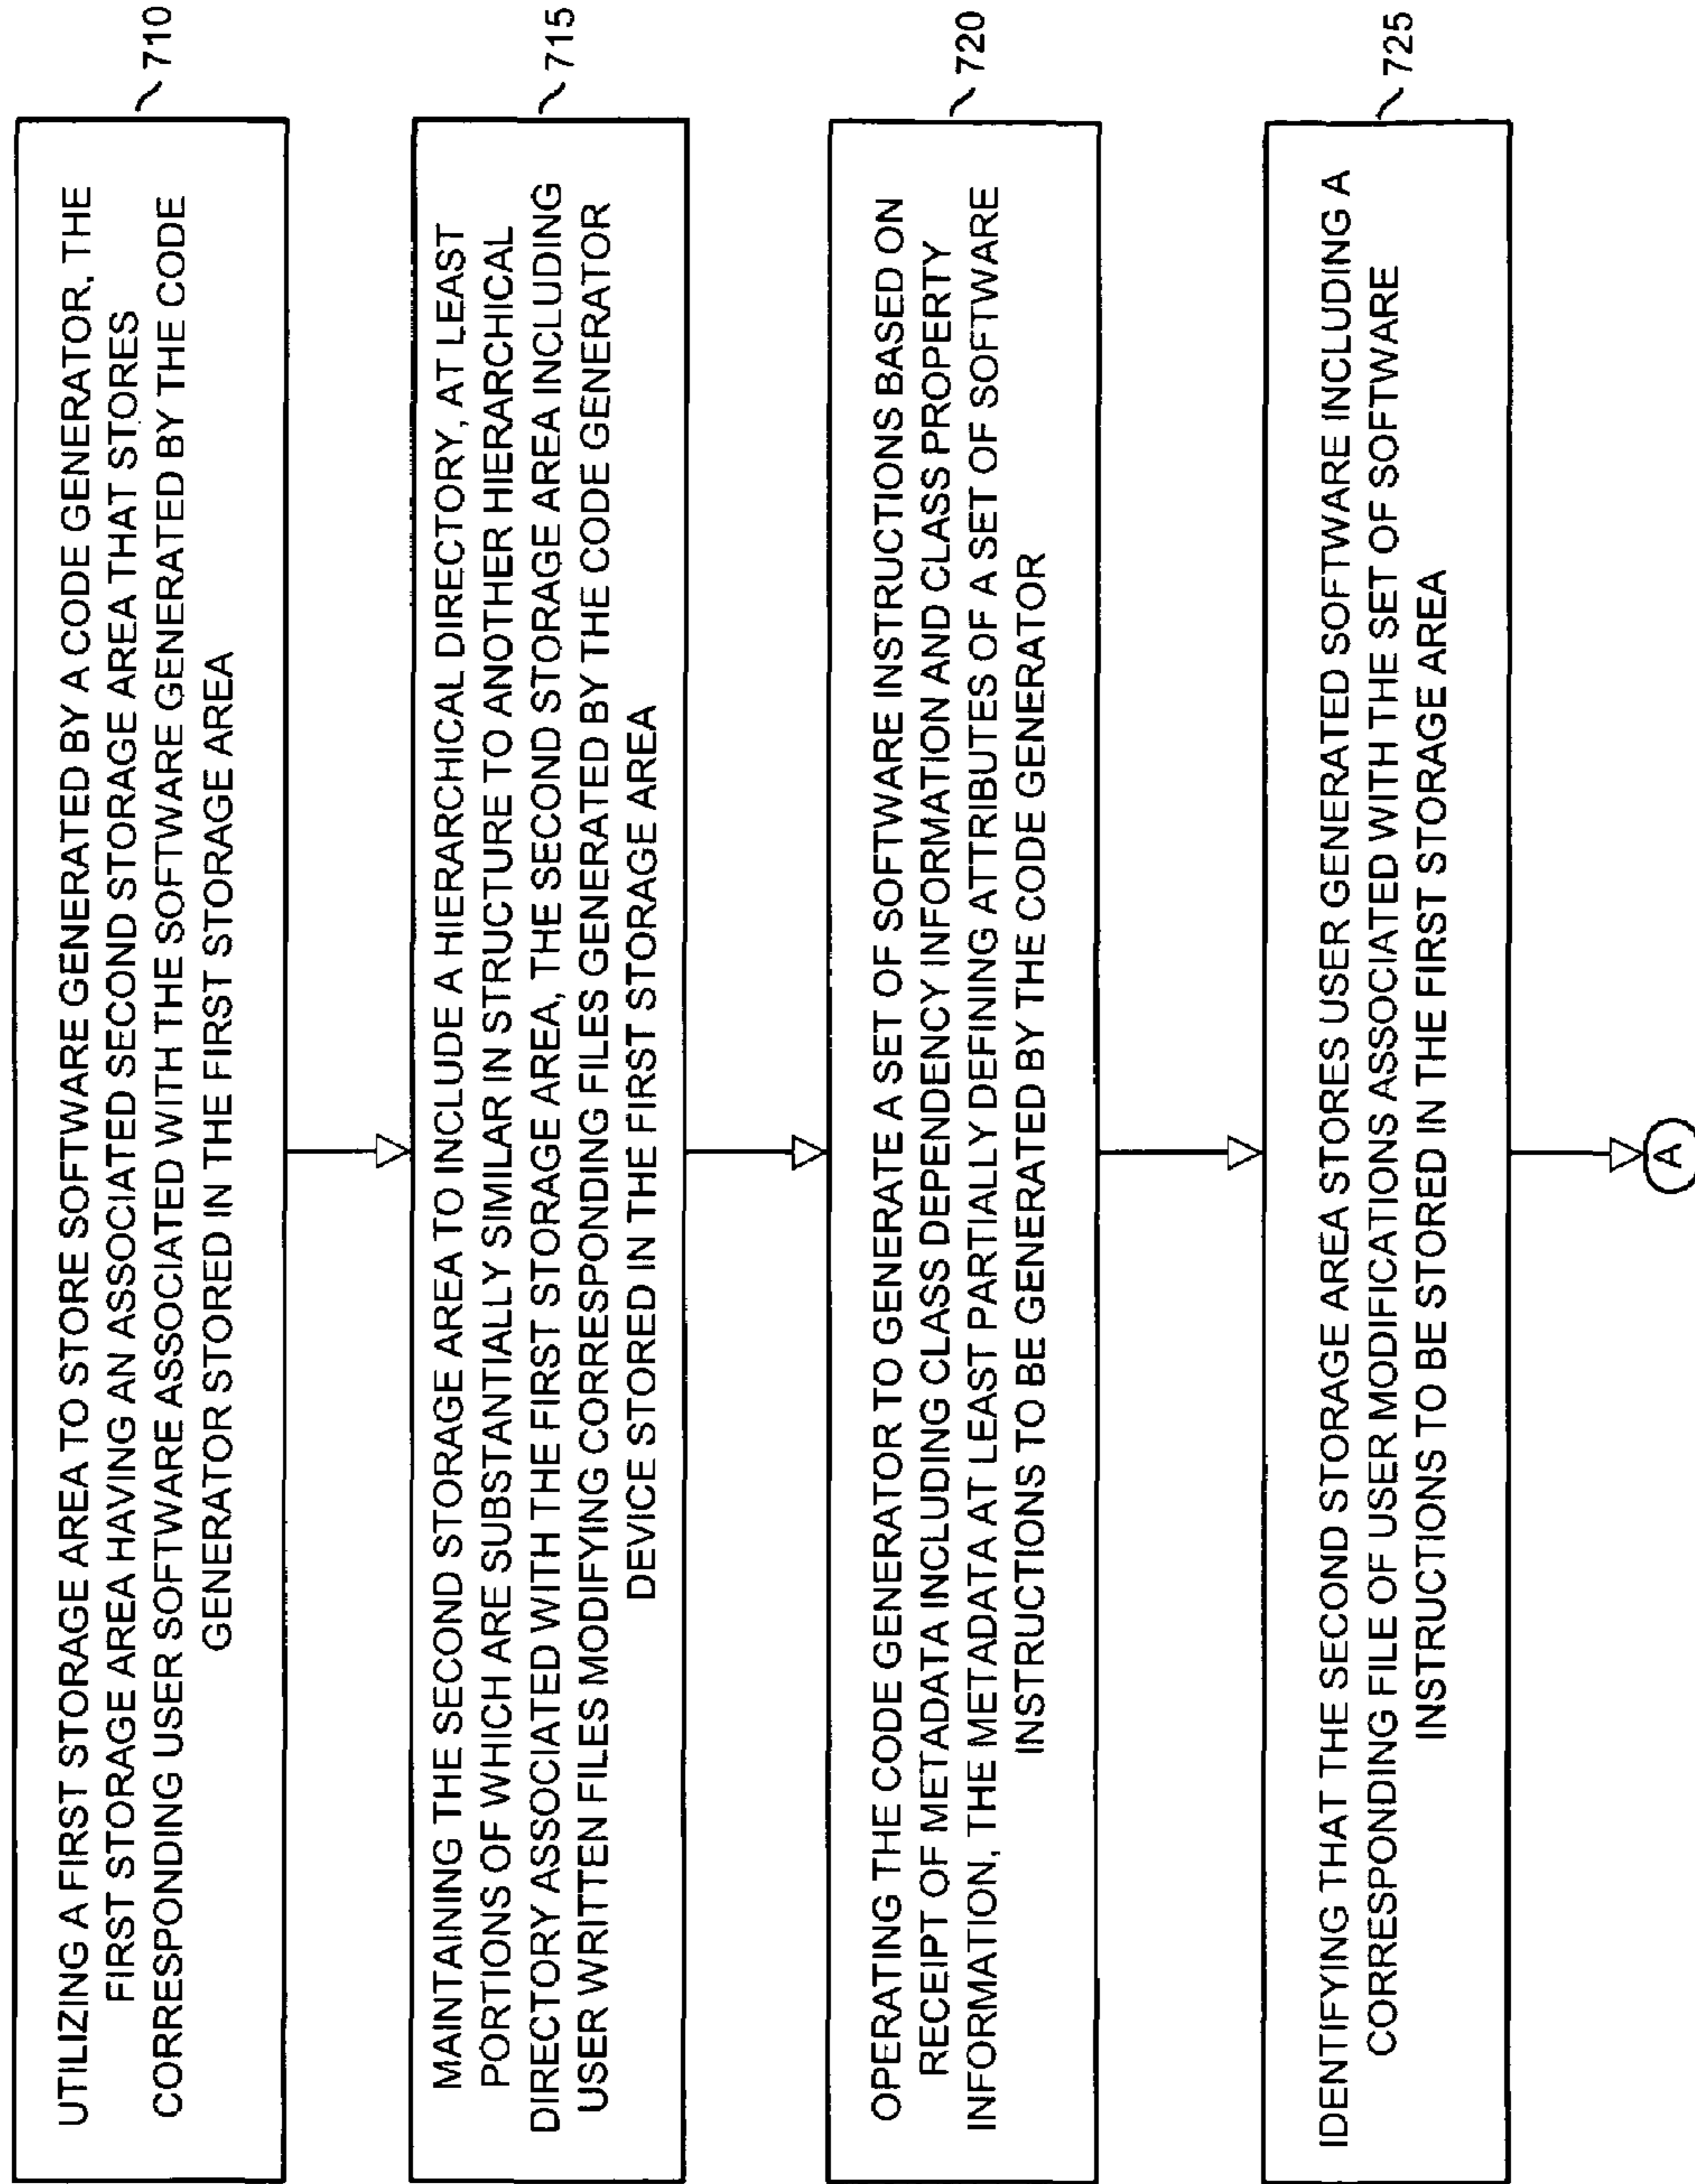 UTILIZING A FIRST STORAGE AREA TO STORE SOFTWARE GENERATED BY A CODE GENERATOR, THE
FIRST STORAGE AREA HAVING AN ASSOCIATED SECOND STORAGE AREA THAT STORES
CORRESPONDING USER SOFTWARE ASSOCIATED WITH THE SOFTWARE GENERATED BY THE CODE
GENERATOR STORED IN THE FIRST STORAGE AREA
710
MAINTAINING THE SECOND STORAGE AREA TO INCLUDE A HIERARCHICAL DIRECTORY, AT LEAST
PORTIONS OF WHICH ARE SUBSTANTIALLY SIMILAR IN STRUCTURE TO ANOTHER HIERARCHICAL
DIRECTORY ASSOCIATED WITH THE FIRST STORAGE AREA, THE SECOND STORAGE AREA INCLUDING
USER WRITTEN FILES MODIFYING CORRESPONDING FILES GENERATED BY THE CODE GENERATOR
DEVICE STORED IN THE FIRST STORAGE AREA
715
OPERATING THE CODE GENERATOR TO GENERATE A SET OF SOFTWARE INSTRUCTIONS BASED ON
RECEIPT OF METADATA INCLUDING CLASS DEPENDENCY INFORMATION AND CLASS PROPERTY
INFORMATION, THE METADATA AT LEAST PARTIALLY DEFINING ATTRIBUTES OF A SET OF SOFTWARE
INSTRUCTIONS TO BE GENERATED BY THE CODE GENERATOR
720
IDENTIFYING THAT THE SECOND STORAGE AREA STORES USER GENERATED SOFTWARE INCLUDING A
CORRESPONDING FILE OF USER MODIFICATIONS ASSOCIATED WITH THE SET OF SOFTWARE
INSTRUCTIONS TO BE STORED IN THE FIRST STORAGE AREA
725
A